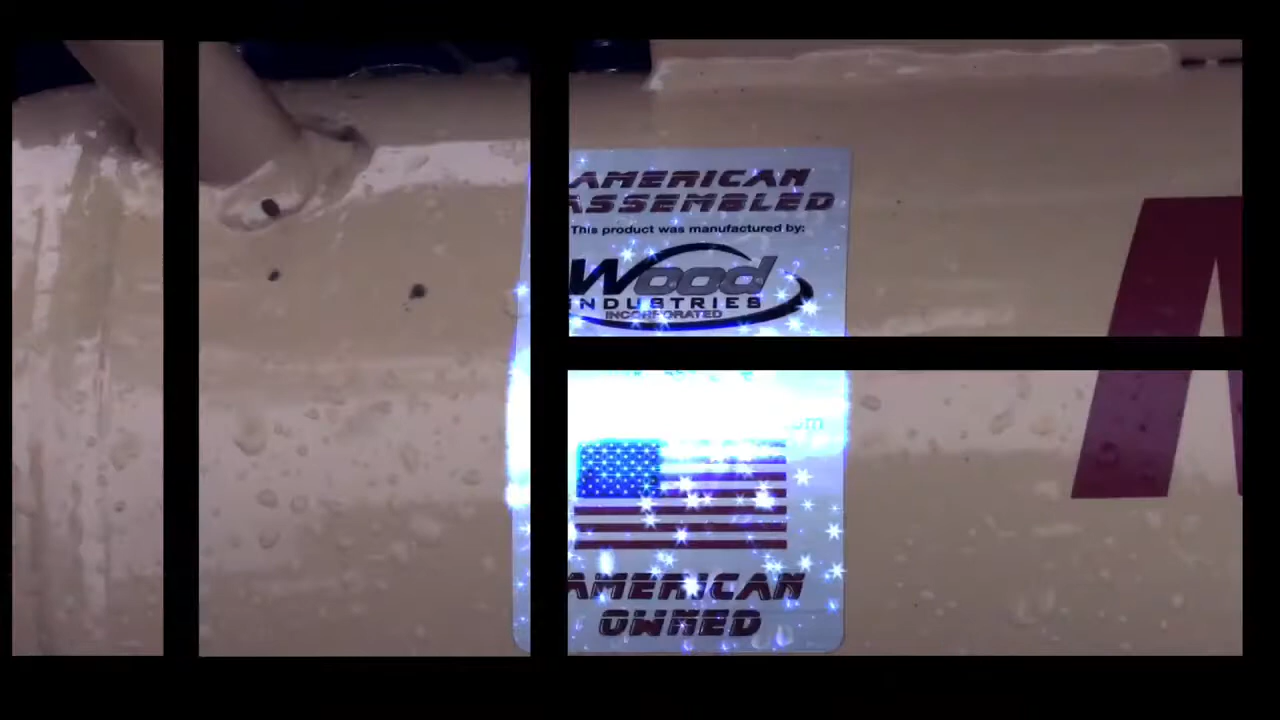 AMERICAN
ASSEMBLED
This product was manufactured by:
Wood
INDUSTRIES
INCORPORATED
AMERICAN
OWNED